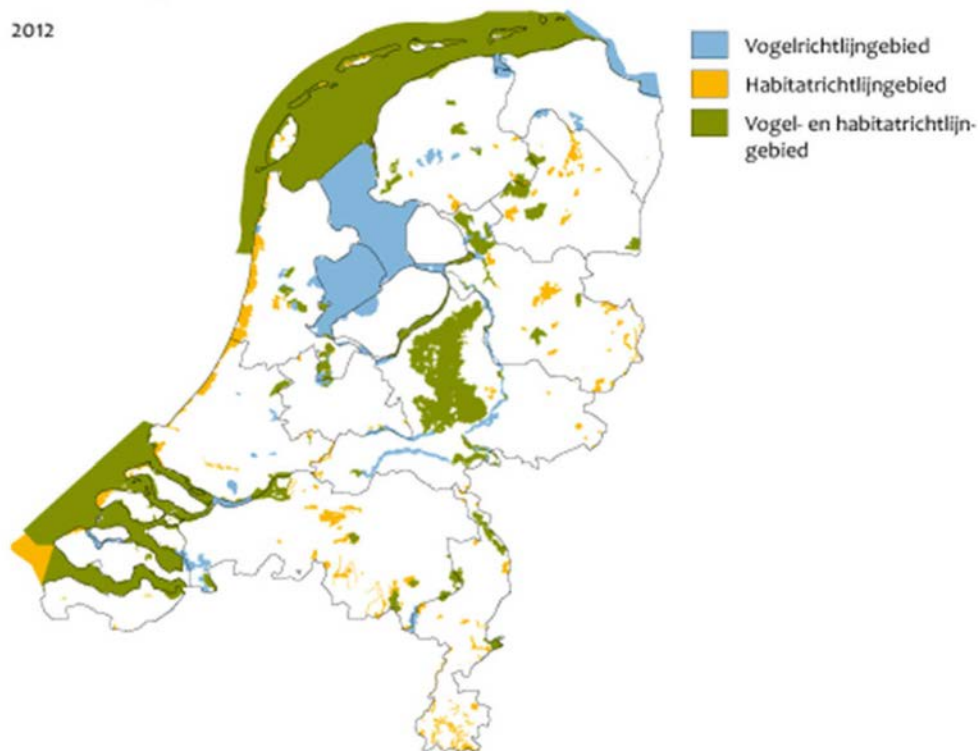 2012
Vogelrichtlijngebied
Habitatrichtlijngebied
Vogel- en habitatrichtlijn-
gebied